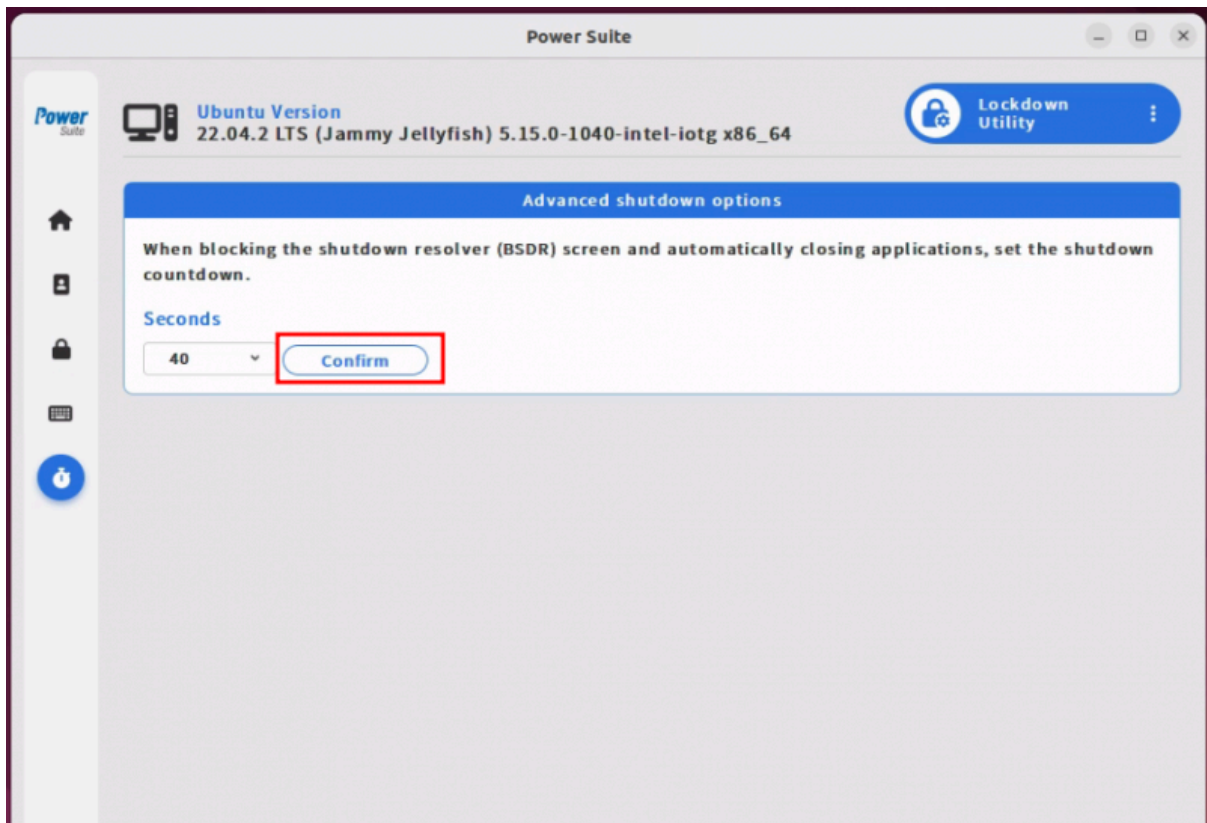 Power Suite
Power
Suite
Ubuntu Version
22.04.2 LTS (Jammy Jellyfish) 5.15.0-1040-intel-iotg x86_64
Lockdown
Utility
Advanced shutdown options
When blocking the shutdown resolver (BSDR) screen and automatically closing applications, set the shutdown
countdown.
Seconds
40
Confirm